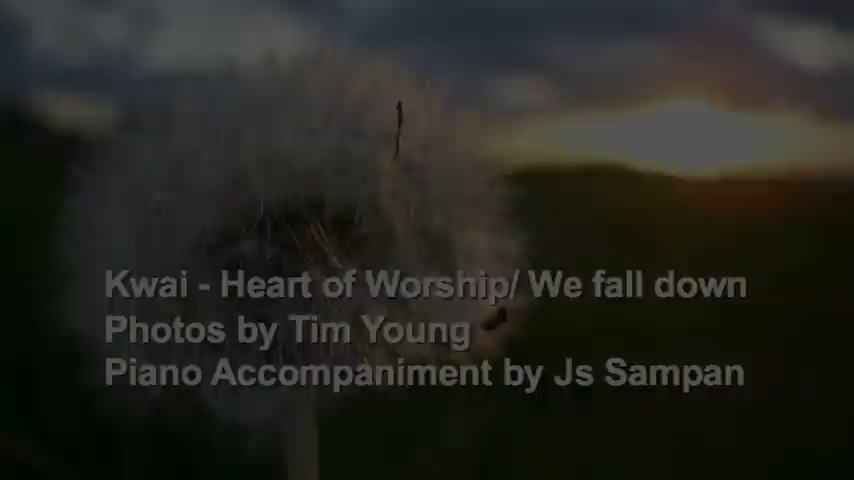 Kwai - Heart of Worship/ We fall down
Photos by Tim Young
Piano Accompaniment by Js Sampan